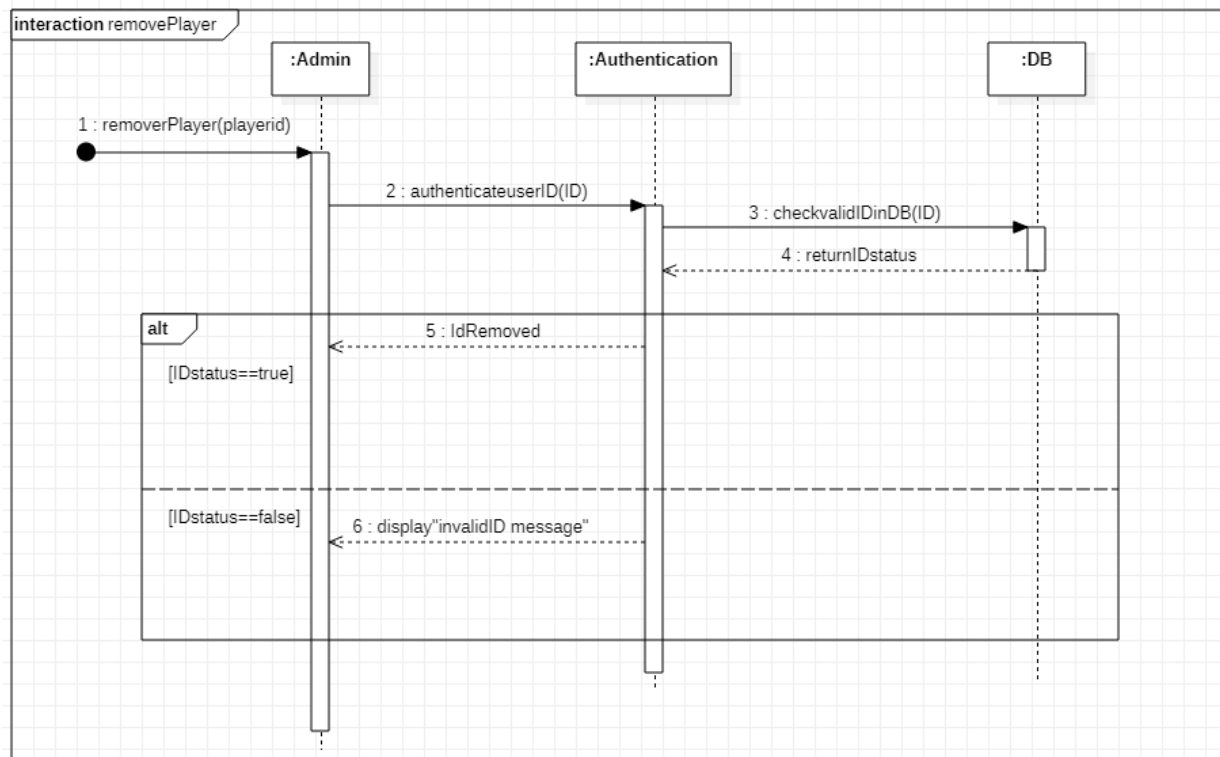 interaction removePlayer
:Admin
:Authentication
:DB
1 : removerPlayer(playerid)
2 : authenticateuserID(ID)
3 : checkvalidIDinDB(ID)
4 : returnIDstatus
alt
5 : IdRemoved
[IDstatus==true]
[IDstatus==false]
6 : display"invalidID message"